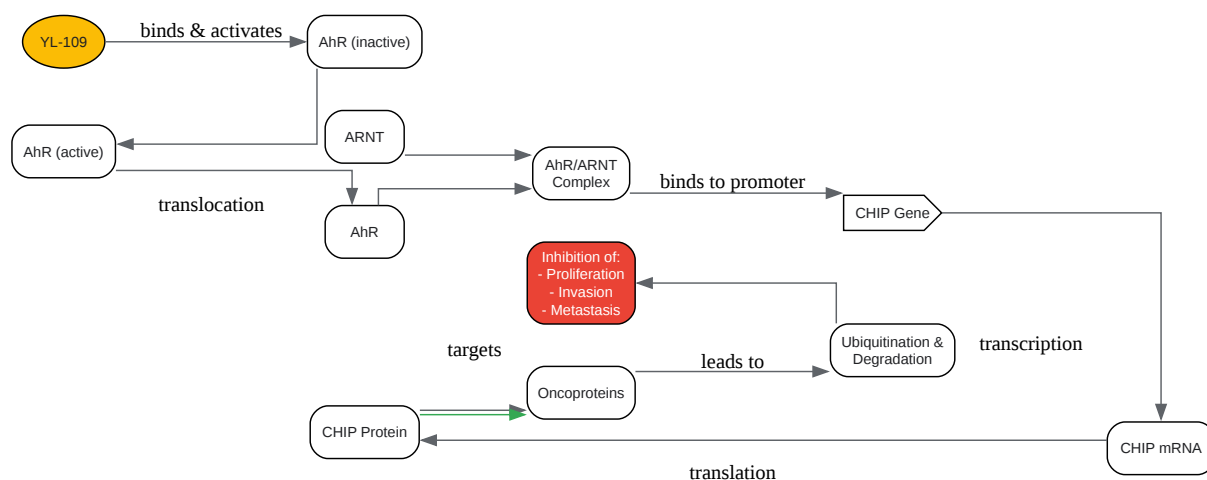 YL-109
binds & activates
AhR (inactive)
ARNT
AhR (active)
AhR/ARNT
Complex
binds to promoter
translocation
CHIP Gene
AhR
Inhibition of:
- Proliferation
- Invasion
- Metastasis
Ubiquitination &
Degradation
transcription
targets
leads to
Oncoproteins
CHIP Protein
CHIP mRNA
translation